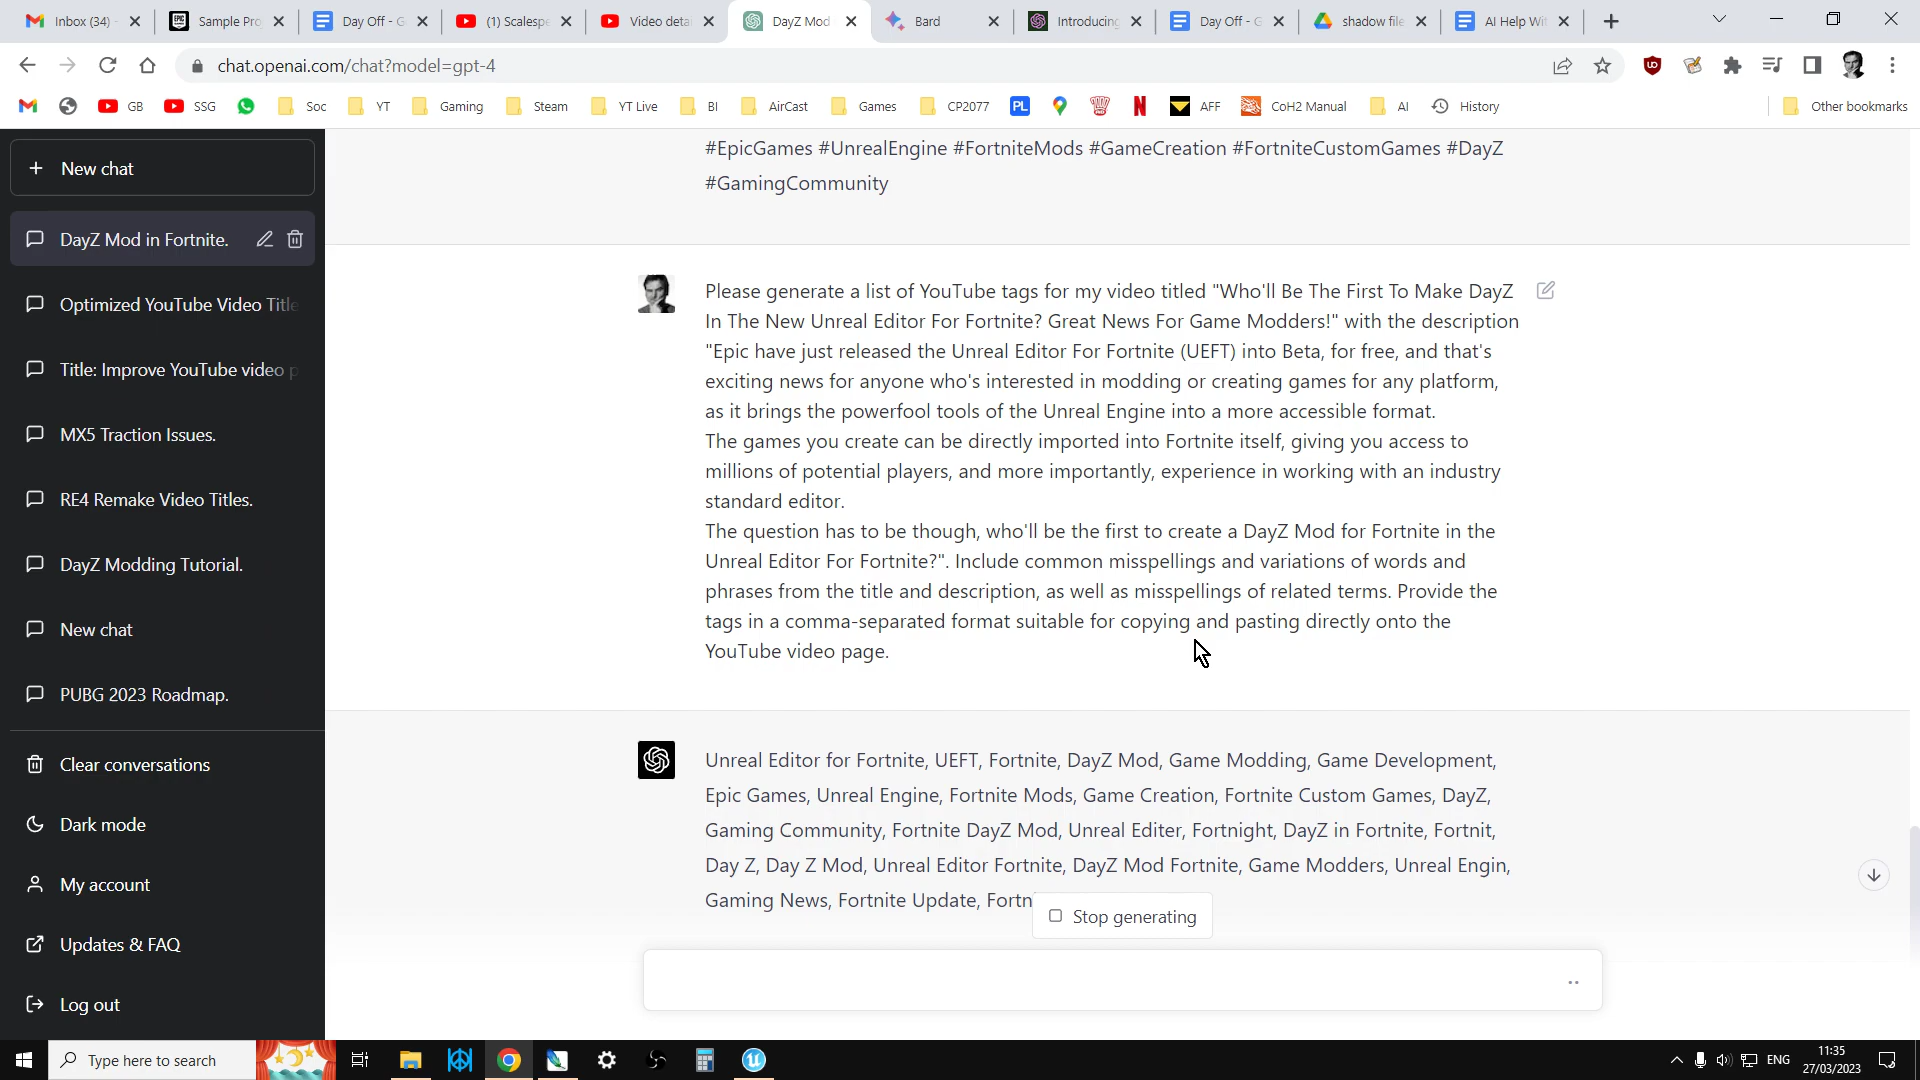 Inbox (34) -
Sample Pro
Day Off - G
(1) Scalespe
Video detai
DayZ Mod
Bard
Introducing
Day Off - G
shadow file
AI Help Wit
chat.openai.com/chat?model=gpt-4
GB
SSG
Soc
YT
Gaming
Steam
YT Live
BI
AirCast
Games
CP2077
PL
N
AFF
CoH2 Manual
AI
History
Other bookmarks
New chat
DayZ Mod in Fortnite.
Optimized YouTube Video Title
Title: Improve YouTube video p
MX5 Traction Issues.
RE4 Remake Video Titles.
DayZ Modding Tutorial.
New chat
PUBG 2023 Roadmap.
Clear conversations
Dark mode
My account
Updates & FAQ
Log out
#EpicGames #UnrealEngine #FortniteMods #GameCreation #FortniteCustomGames #DayZ
#GamingCommunity
Please generate a list of YouTube tags for my video titled "Who'll Be The First To Make DayZ
In The New Unreal Editor For Fortnite? Great News For Game Modders!" with the description
"Epic have just released the Unreal Editor For Fortnite (UEFT) into Beta, for free, and that's
exciting news for anyone who's interested in modding or creating games for any platform,
as it brings the powerfool tools of the Unreal Engine into a more accessible format.
The games you create can be directly imported into Fortnite itself, giving you access to
millions of potential players, and more importantly, experience in working with an industry
standard editor.
The question has to be though, who'll be the first to create a DayZ Mod for Fortnite in the
Unreal Editor For Fortnite?". Include common misspellings and variations of words and
phrases from the title and description, as well as misspellings of related terms. Provide the
tags in a comma-separated format suitable for copying and pasting directly onto the
YouTube video page.
Unreal Editor for Fortnite, UEFT, Fortnite, DayZ Mod, Game Modding, Game Development,
Epic Games, Unreal Engine, Fortnite Mods, Game Creation, Fortnite Custom Games, DayZ,
Gaming Community, Fortnite DayZ Mod, Unreal Editer, Fortnight, DayZ in Fortnite, Fortnit,
Day Z, Day Z Mod, Unreal Editor Fortnite, DayZ Mod Fortnite, Game Modders, Unreal Engin,
Gaming News, Fortnite Update, Fortn
Stop generating
Type here to search
ENG
11:35
27/03/2023